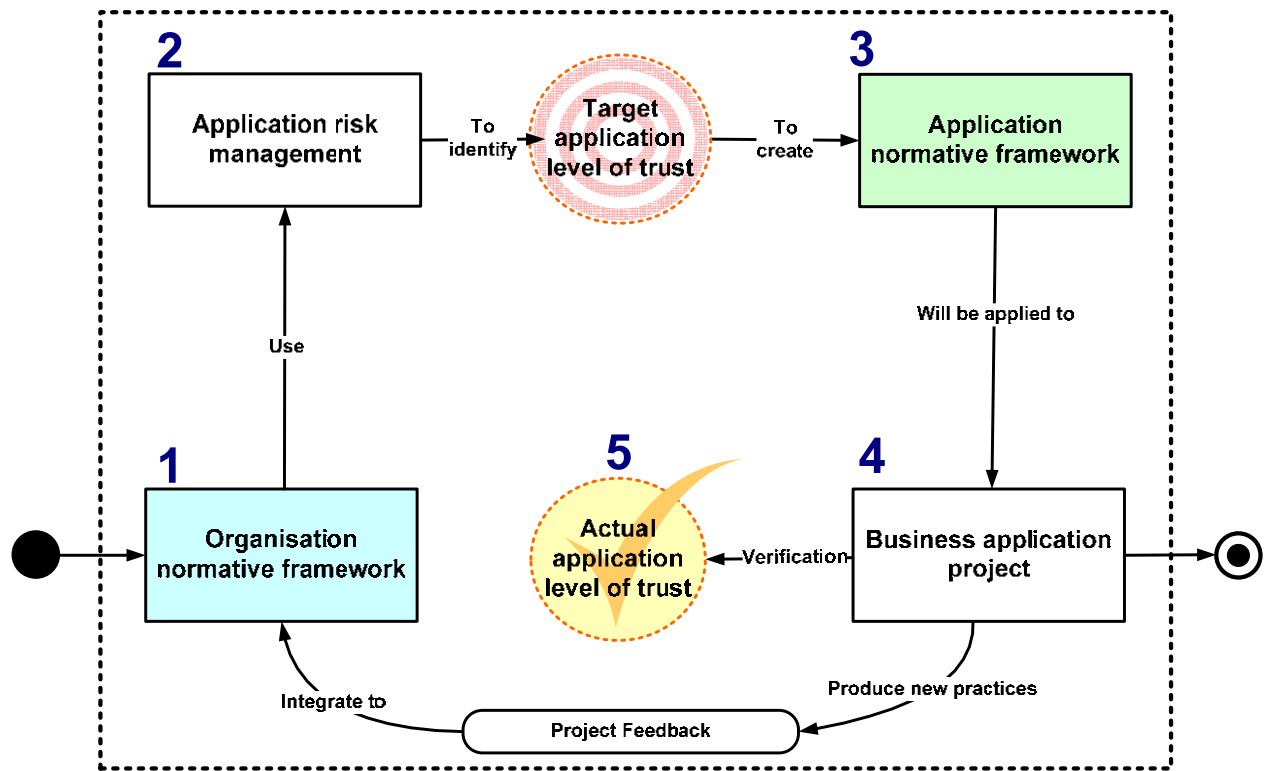 2
3
Application risk
management
To
identify
Target
application
level of trust
To
create
Application
normative framework
Use
Will be applied to
1
5
4
Organisation
normative framework
Actual
application
level of trust
Verification
Business application
project
Integrate to
Produce new practices
Project Feedback